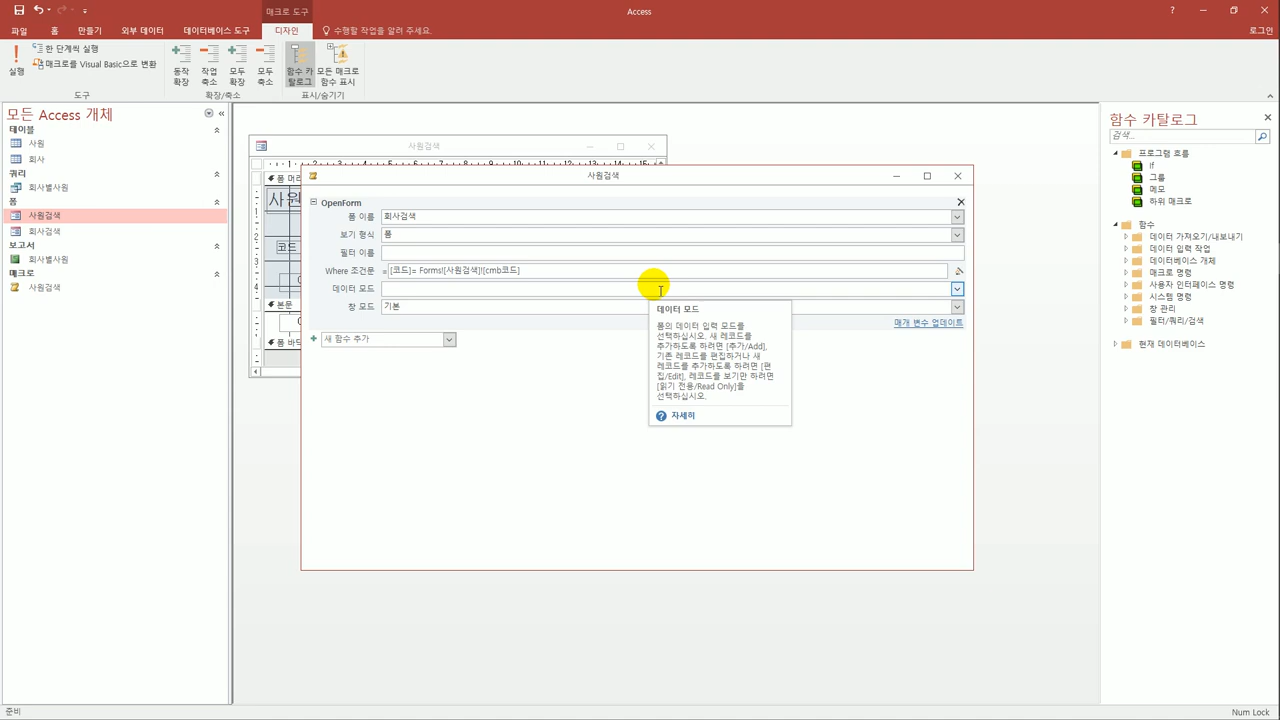 매크로 도구
Access
?
파일
홈
만들기
외부 데이터
데이터베이스 도구
디자인
수행할 작업을 알려 주세요.
로그인
실행
한 단계씩 실행
매크로를 Visual Basic으로 변환
도구
동작 확장
작업 축소
모두 확장
모두 축소
확장/축소
함수 카탈로그
모든 매크로 함수 표시
표시/숨기기
모든 Access 개체
테이블
사원
회사
쿼리
회사별사원
폼
사원검색
회사검색
보고서
회사별사원
매크로
사원검색
사원검색
폼 머리
사원
코드
본문
폼 바닥
사원검색
OpenForm
폼 이름
회사검색
보기 형식
폼
필터 이름
Where 조건문
= [코드]= Forms![사원검색]![cmb코드]
데이터 모드
창 모드
기본
매개 변수 업데이트
새 함수 추가
데이터 모드
폼의 데이터 입력 모드를
선택하십시오. 새 레코드를
추가하도록 하려면 [추가/Add],
기존 레코드를 편집하거나 새
레코드를 추가하도록 하려면 [편
집/Edit], 레코드를 보기만 하려면
[읽기 전용/Read Only]을
선택하십시오.
자세히
함수 카탈로그
검색...
프로그램 흐름
If
그룹
메모
하위 매크로
함수
데이터 가져오기/내보내기
데이터 입력 작업
데이터베이스 개체
매크로 명령
사용자 인터페이스 명령
시스템 명령
창 관리
필터/쿼리/검색
현재 데이터베이스
준비
Num Lock